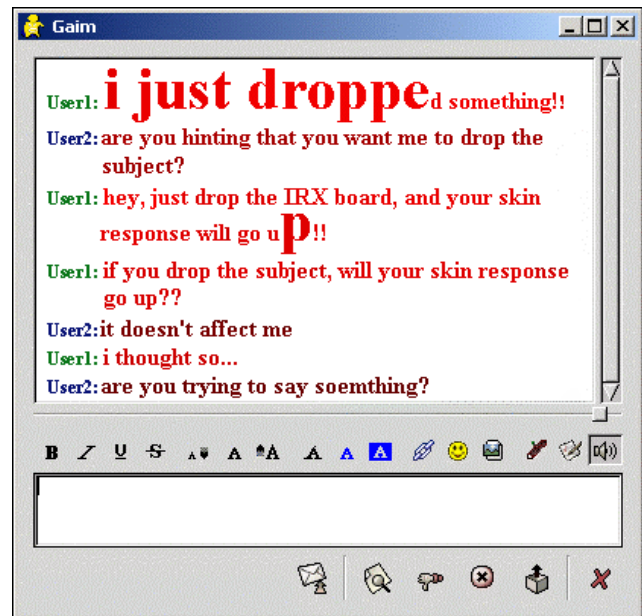 Gaim
User1: i just dropped something!!
User2: are you hinting that you want me to drop the
subject?
User1: hey, just drop the IRX board, and your skin
response will go up!!
User1: if you drop the subject, will your skin response
go up??
User2: it doesn't affect me
User1: i thought so...
User2: are you trying to say soemthing?
B I U S A A A A A A